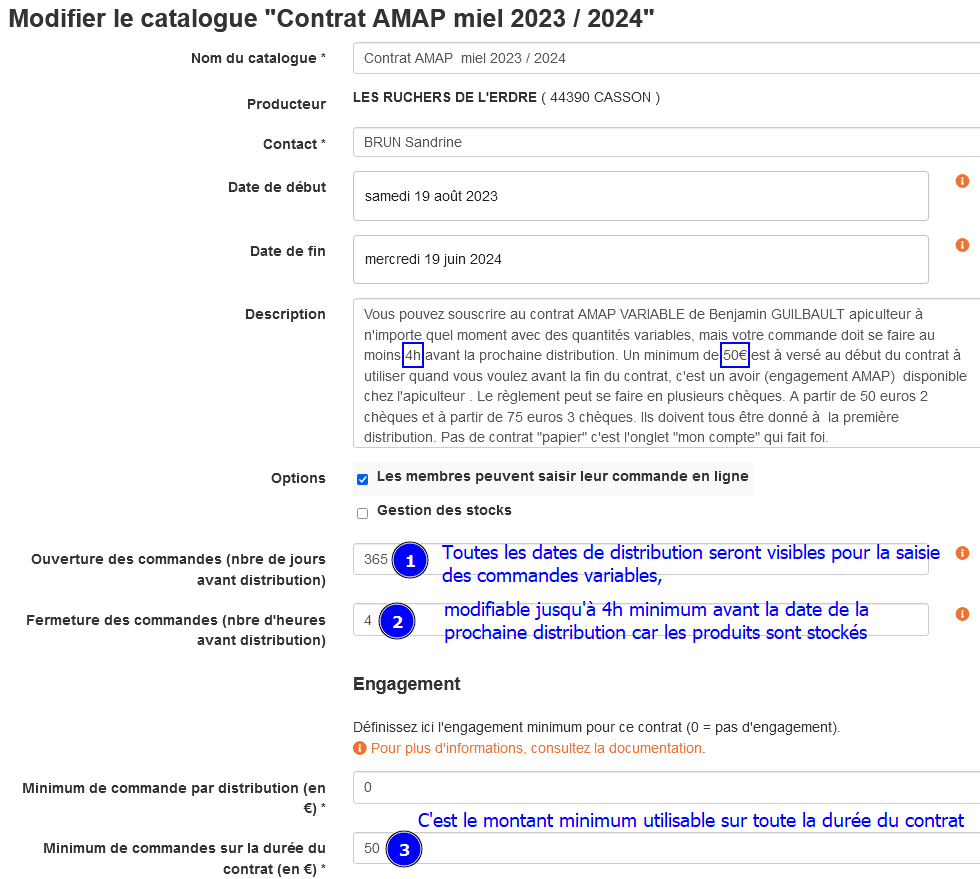 Modifier le catalogue "Contrat AMAP miel 2023 / 2024"
Nom du catalogue *
Contrat AMAP  miel 2023 / 2024
Producteur
LES RUCHERS DE L'ERDRE ( 44390 CASSON )
Contact *
BRUN Sandrine
Date de début
samedi 19 août 2023
Date de fin
mercredi 19 juin 2024
Description
Vous pouvez souscrire au contrat AMAP VARIABLE de Benjamin GUILBAULT apiculteur à
n'importe quel moment avec des quantités variables, mais votre commande doit se faire au
moins 4h avant la prochaine distribution. Un minimum de 50€ est à versé au début du contrat à
utiliser quand vous voulez avant la fin du contrat, c'est un avoir (engagement AMAP)  disponible
chez l'apiculteur . Le règlement peut se faire en plusieurs chèques. A partir de 50 euros 2
chèques et à partir de 75 euros 3 chèques. Ils doivent tous être donné à  la première
distribution. Pas de contrat "papier" c'est l'onglet "mon compte" qui fait foi.
Options
Les membres peuvent saisir leur commande en ligne
Gestion des stocks
Ouverture des commandes (nbre de jours
avant distribution)
365
1
Toutes les dates de distribution seront visibles pour la saisie
des commandes variables,
Fermeture des commandes (nbre d'heures
avant distribution)
4
2
modifiable jusqu'à 4h minimum avant la date de la
prochaine distribution car les produits sont stockés
Engagement
Définissez ici l'engagement minimum pour ce contrat (0 = pas d'engagement).
Pour plus d'informations, consultez la documentation.
Minimum de commande par distribution (en
€) *
0
C'est le montant minimum utilisable sur toute la durée du contrat
Minimum de commandes sur la durée du
contrat (en €) *
50
3